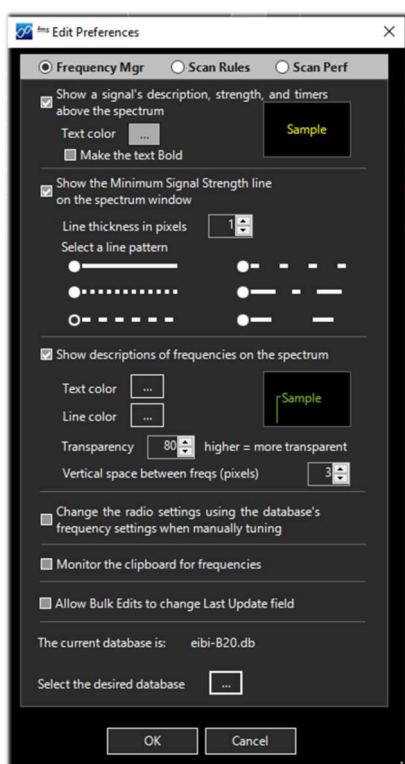 fms Edit Preferences
Frequency Mgr Scan Rules Scan Perf
Show a signal's description, strength, and timers
above the spectrum
Text color ...
Sample
Make the text Bold
Show the Minimum Signal Strength line
on the spectrum window
Line thickness in pixels 1
Select a line pattern
Show descriptions of frequencies on the spectrum
Text color ...
Sample
Line color ...
Transparency 80 higher = more transparent
Vertical space between freqs (pixels) 3
Change the radio settings using the database's
frequency settings when manually tuning
Monitor the clipboard for frequencies
Allow Bulk Edits to change Last Update field
The current database is: eibi-B20.db
Select the desired database ...
OK Cancel